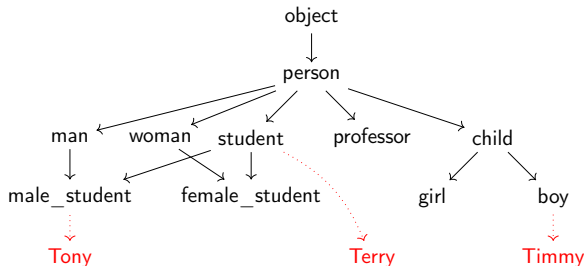 object
person
man woman student professor child
male_student female_student girl boy
Tony Terry Timmy